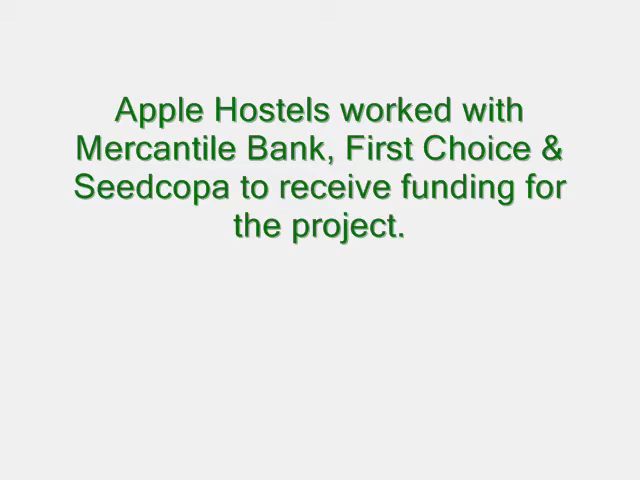 Apple Hostels worked with
Mercantile Bank, First Choice &
Seedcopa to receive funding for
the project.